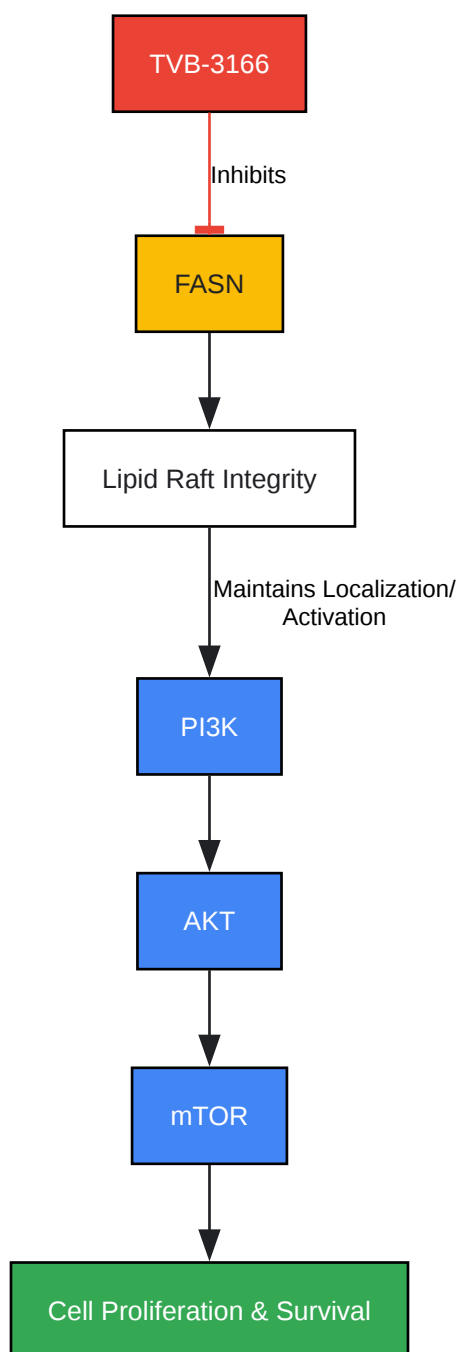 TVB-3166
Inhibits
FASN
Lipid Raft Integrity
Maintains Localization/
Activation
PI3K
AKT
mTOR
Cell Proliferation & Survival